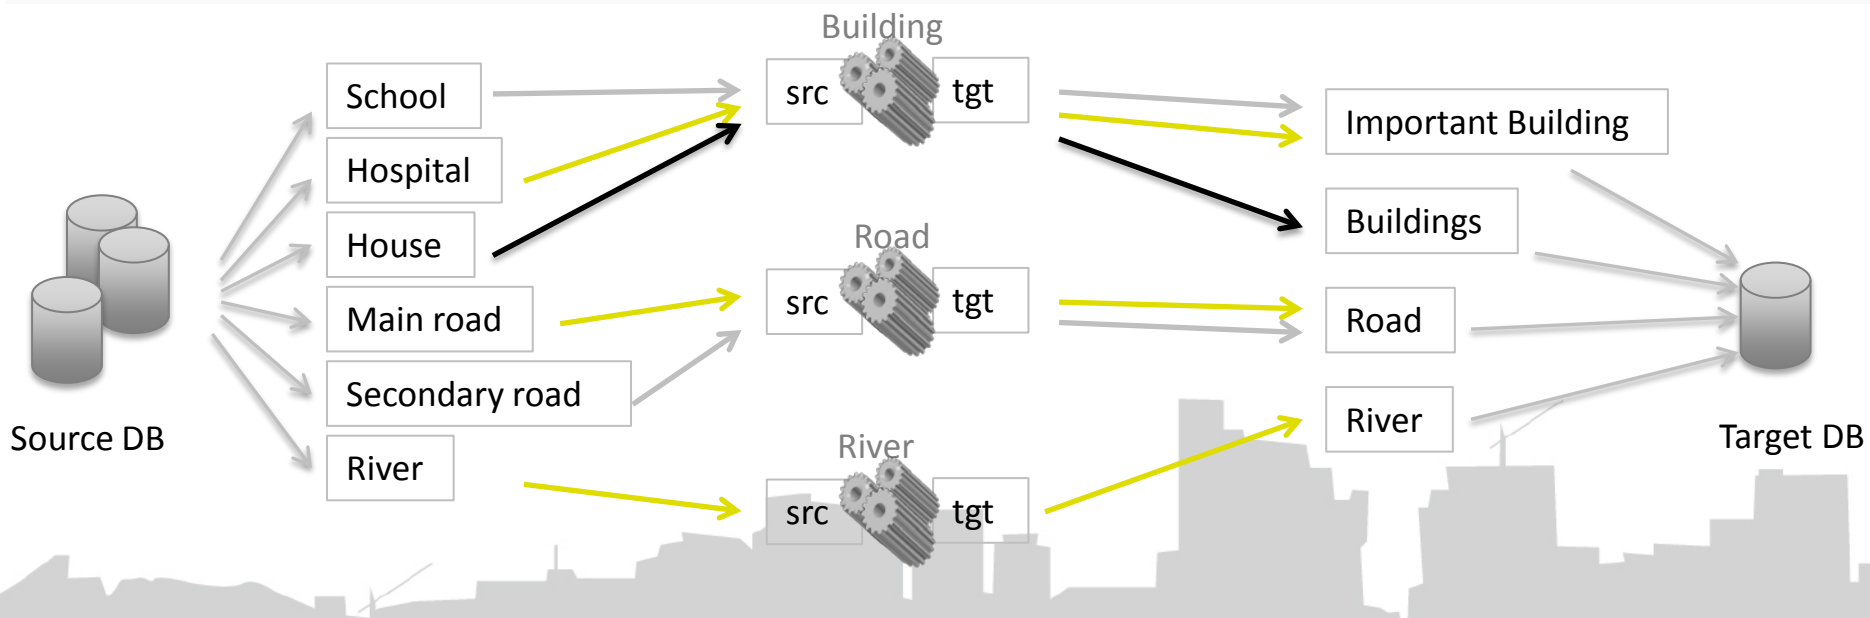 Building
School
src
tgt
Important Building
Hospital
Buildings
House
Road
Main road
src
tgt
Road
Secondary road
River
Source DB
River
Target DB
River
src
tgt